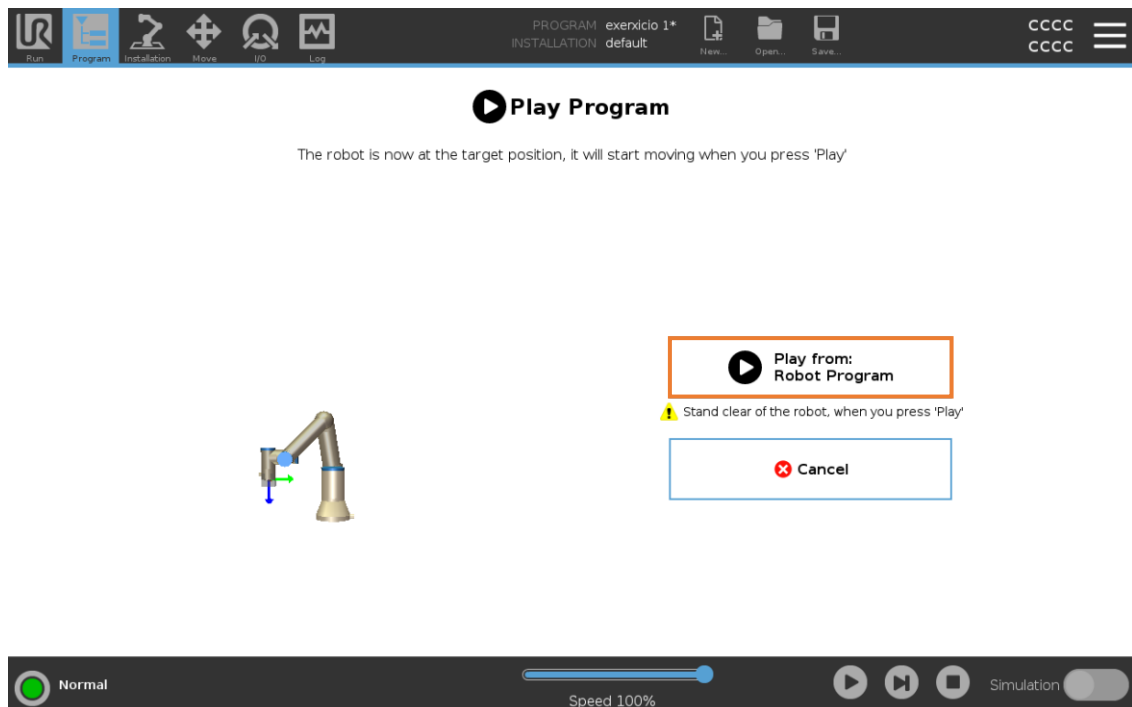 UR
Run
Program
Installation
Move
I/O
Log
PROGRAM exerxicio 1*
INSTALLATION default
New...
Open...
Save...
CCCC
CCCC
Play Program
The robot is now at the target position, it will start moving when you press 'Play'
Play from:
Robot Program
Stand clear of the robot, when you press 'Play'
Cancel
Normal
Speed 100%
Simulation